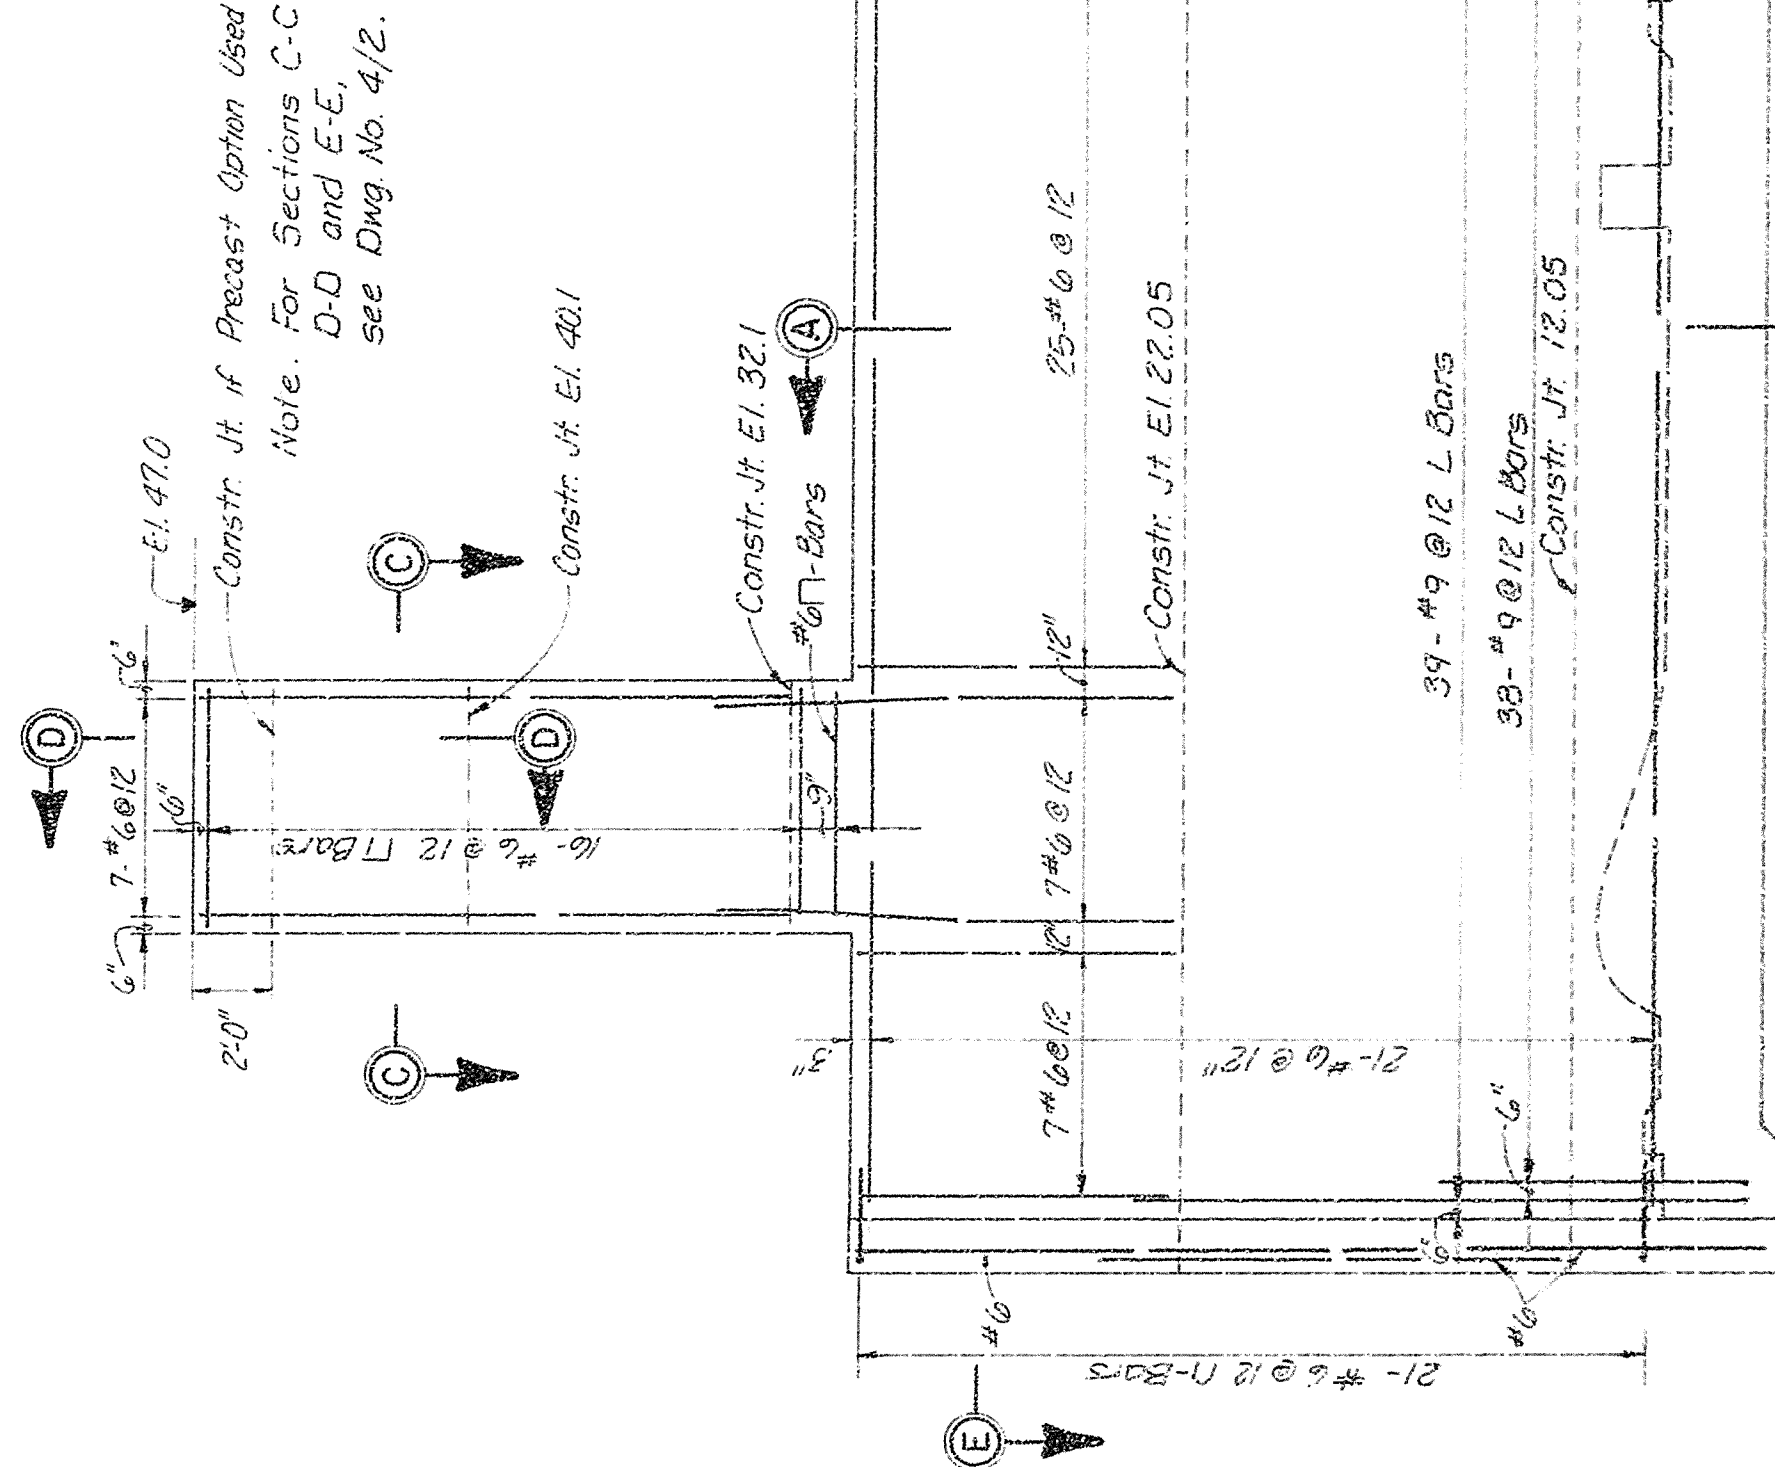 El. 47.0
Constr. Jt. if Precast Option Used
Note. For Sections C-C
D-D and E-E,
see Dwg. No. 4/2.
D
7-#6@12
6"
6"
6"
2'-0"
C
C
D
Constr. Jt. El. 40.1
16-#6@12 ⊓ Bars
Constr. Jt. El. 32.1
#6⊓-Bars
9"
A
3"
7#6@12
12"
7#6@12
12"
25-#6@12
Constr. Jt. El. 22.05
21-#6@12"
39-#9@12 L Bars
38-#9@12 L Bars
Constr. Jt. 12.05
6"
6"
#6
#6
21-#6@12 ⊓-Bars
E